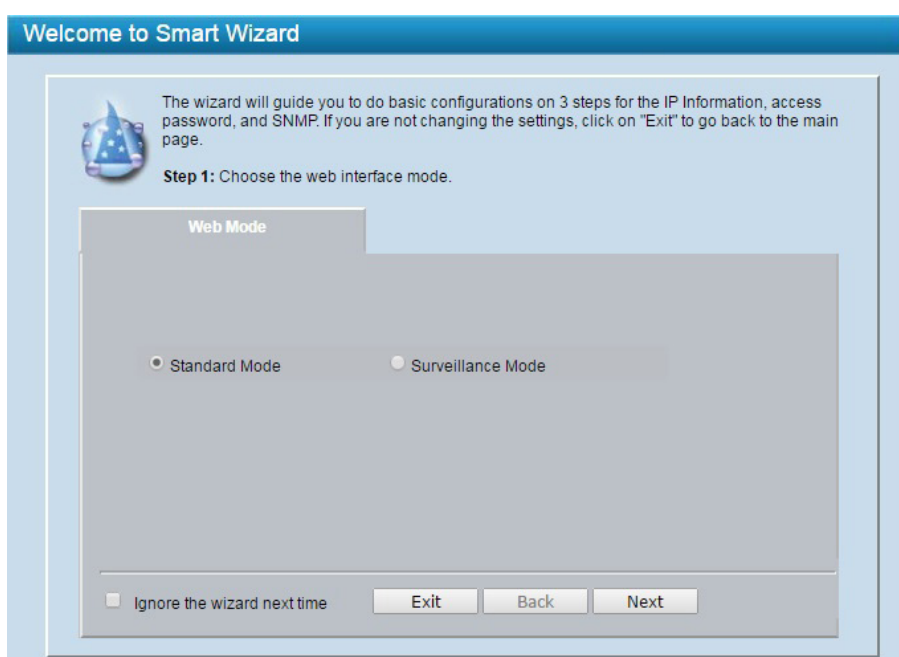 Welcome to Smart Wizard
The wizard will guide you to do basic configurations on 3 steps for the IP Information, access
password, and SNMP. If you are not changing the settings, click on "Exit" to go back to the main
page.
Step 1: Choose the web interface mode.
Web Mode
Standard Mode
Surveillance Mode
Ignore the wizard next time
Exit
Back
Next